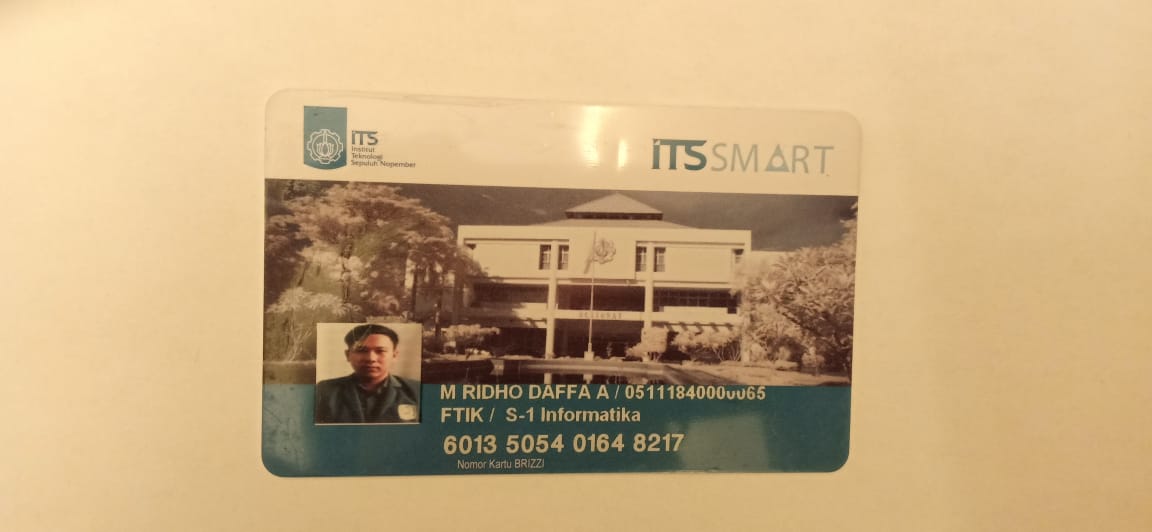 ITS
Institut
Teknologi
Sepuluh Nopember
ITS SMART
REKTORAT
M RIDHO DAFFA A / 05111840000065
FTIK / S-1 Informatika
6013 5054 0164 8217
Nomor Kartu BRIZZI